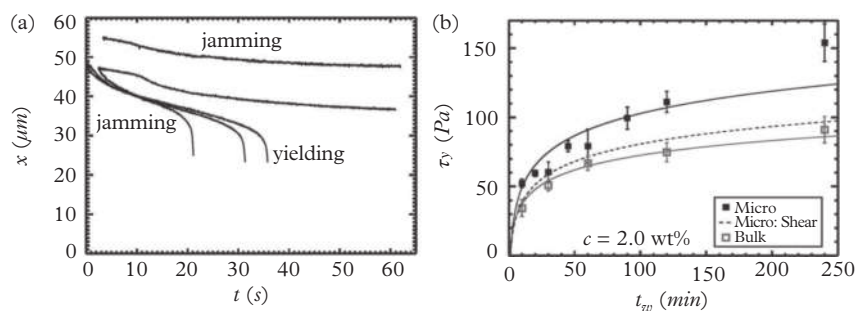 (a)
60
50
40
30
20
10
0
x (μm)
jamming
jamming
yielding
0 10 20 30 40 50 60
t (s)
(b)
150
100
50
0
τy (Pa)
Micro
Micro: Shear
Bulk
c = 2.0 wt%
0 50 100 150 200 250
tw (min)